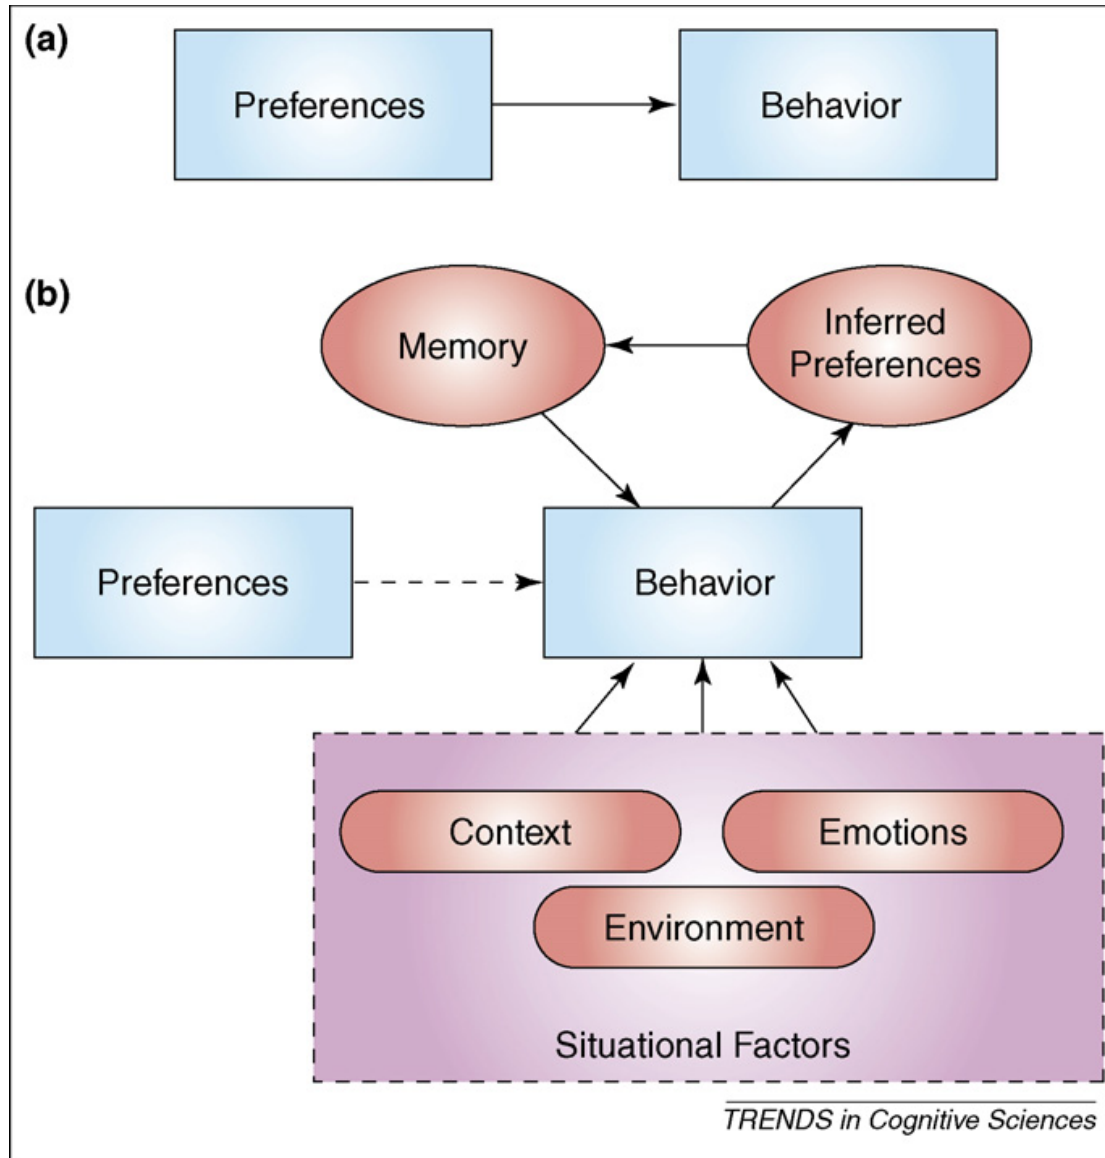 (a)
Preferences
Behavior
(b)
Memory
Inferred
Preferences
Preferences
Behavior
Context
Emotions
Environment
Situational Factors
TRENDS in Cognitive Sciences